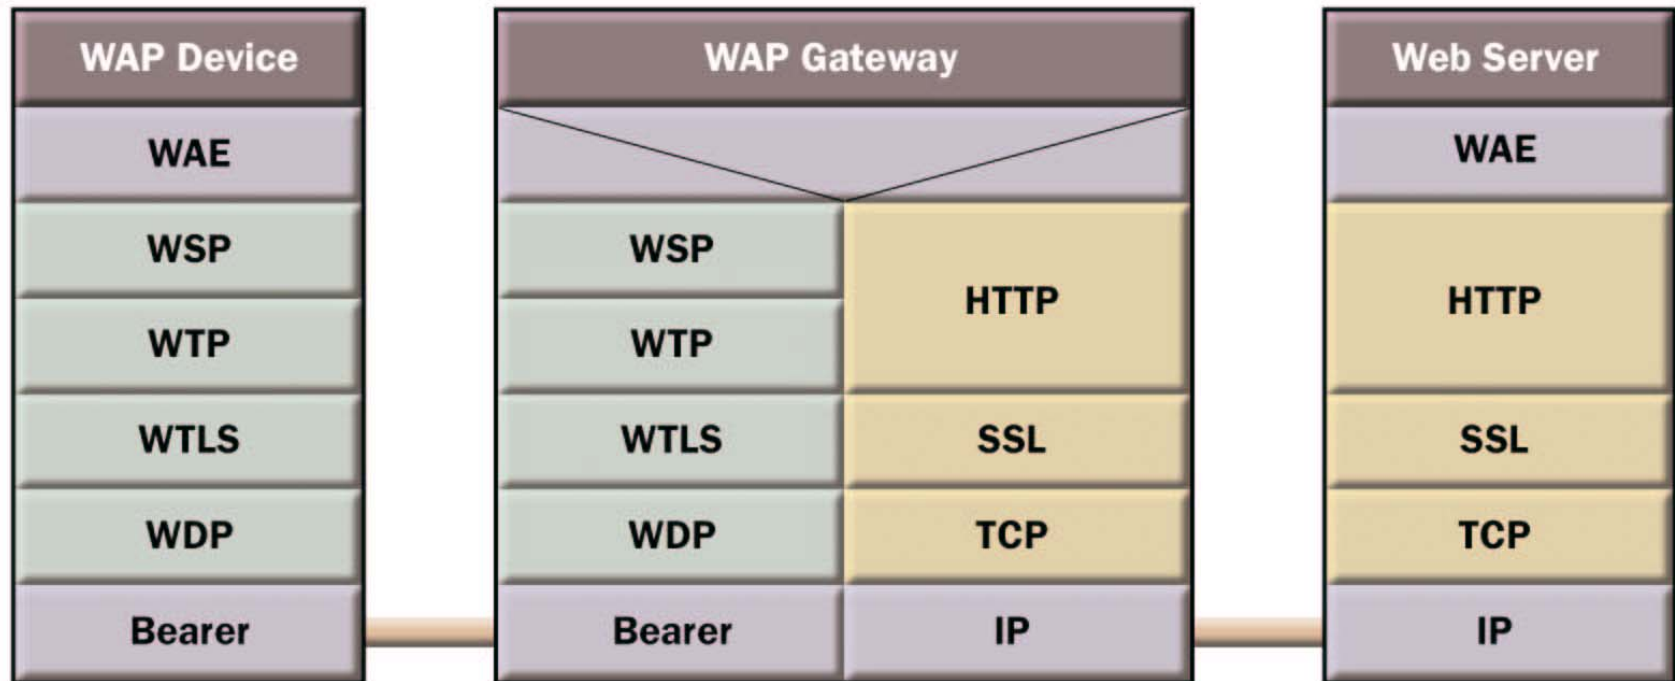 WAP Device
WAE
WSP
WTP
WTLS
WDP
Bearer
WAP Gateway
WSP
WTP
WTLS
WDP
Bearer
HTTP
SSL
TCP
IP
Web Server
WAE
HTTP
SSL
TCP
IP